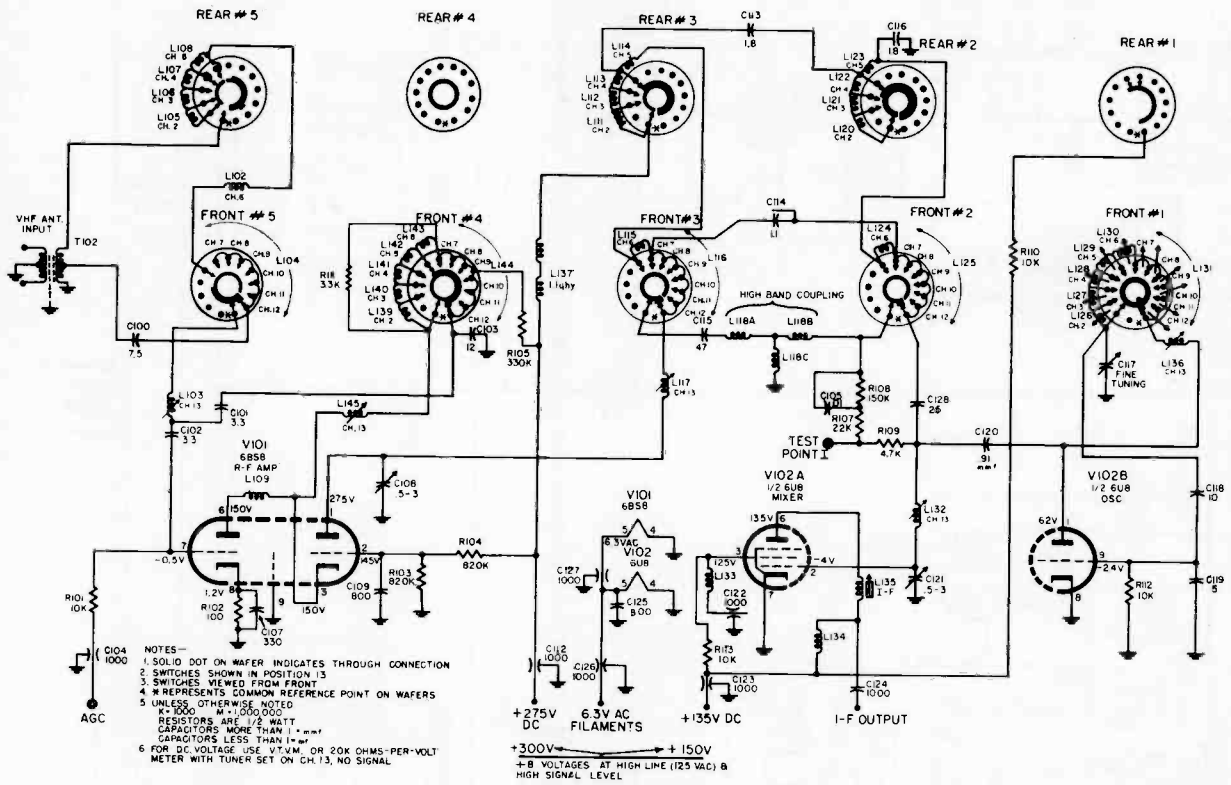 REAR # 5
REAR # 4
REAR # 3
REAR # 2
REAR # 1
C113
1.8
C116
18
L108
CH 6
L107
CH. 4
L106
CH 3
L105
CH. 2
L114
CH 5
L113
CH 4
L112
CH 3
L111
CH 2
L123
CH 5
L122
CH 4
L121
CH 3
L120
CH 2
L102
CH.6
VHF ANT.
INPUT
T102
FRONT # 5
CH 7
CH.8
CH.9
CH.10
CH.11
CH.12
L104
C100
7.5
FRONT #4
L143
CH 6
L142
CH 5
L141
CH 4
L140
CH 3
L139
CH 2
CH.7
CH.8
CH.9
CH.10
CH.11
CH.12
L144
R118
3.3K
C103
12
R105
330K
L137
1.1 μhy
FRONT #3
L115
CH 6
CH 7
CH 8
CH 9
CH.10
CH.11
CH.12
L116
C114
1.1
C115
47
HIGH BAND COUPLING
L118A
L118B
L118C
L117
CH 13
FRONT #2
L124
CH 6
CH 7
CH 8
CH 9
CH.10
CH.11
CH.12
L125
R110
10K
FRONT #1
L130
CH 6
L129
CH 5
L128
CH 4
L127
CH 3
L126
CH 2
CH 7
CH 8
CH 9
CH 10
CH 11
CH 12
L131
L136
CH 13
C117
FINE
TUNING
L103
CH 13
C101
3.3
C102
3.3
L145
CH. 13
C105
R108
150K
R107
22K
TEST
POINT I
R109
4.7K
C128
26
C120
.91
mmf
V101
6BS8
R-F AMP
L109
C108
.5-3
6
150V
275V
1
7
-0.5V
2
145V
1.2V
8
9
150V
3
R101
10K
R102
100
C107
330
C109
800
R103
820K
R104
820K
C104
1000
AGC
V101
6BS8
5
4
6.3VAC
V102
6U8
5
4
C127
1000
C125
800
C126
1000
C112
1000
V102A
1/2 6U8
MIXER
135V
6
3
125V
-4V
2
7
L133
C122
1000
R113
10K
C123
1000
L132
CH 13
L135
I-F
C121
.5-3
L134
C124
1000
V102B
1/2 6U8
OSC
62V
1
9
-2.4V
8
R112
10K
C118
10
C119
5
NOTES—
1. SOLID DOT ON WAFER INDICATES THROUGH CONNECTION
2. SWITCHES SHOWN IN POSITION 13
3. SWITCHES VIEWED FROM FRONT
4. * REPRESENTS COMMON REFERENCE POINT ON WAFERS
5 UNLESS OTHERWISE NOTED
K=1000 M=1,000,000
RESISTORS ARE 1/2 WATT
CAPACITORS MORE THAN 1 = mmf
CAPACITORS LESS THAN 1= mf
6 FOR DC. VOLTAGE USE V.T.V.M. OR 20K OHMS-PER-VOLT
METER WITH TUNER SET ON CH. 13, NO SIGNAL
+275V
DC
6.3V AC
FILAMENTS
+135V DC
I-F OUTPUT
+300V
+ 150V
+B VOLTAGES AT HIGH LINE (125 VAC) &
HIGH SIGNAL LEVEL